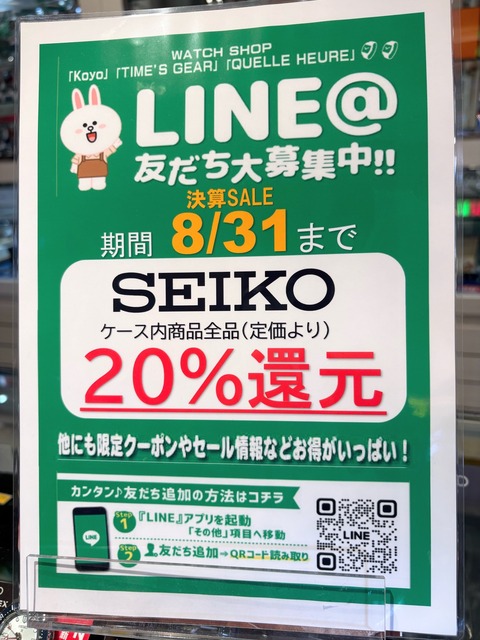 WATCH SHOP
「Koyo」「TIME'S GEAR」「QUELLE HEURE」
LINE@
友だち大募集中!!
決算SALE
期間 8/31まで
SEIKO
ケース内商品全品(定価より)
20%還元
他にも限定クーポンやセール情報などお得がいっぱい!
カンタン♪友だち追加の方法はコチラ
Step 1 『LINE』アプリを起動
「その他」項目へ移動
Step 2 友だち追加⇒QRコード読み取り
LINE
LINE